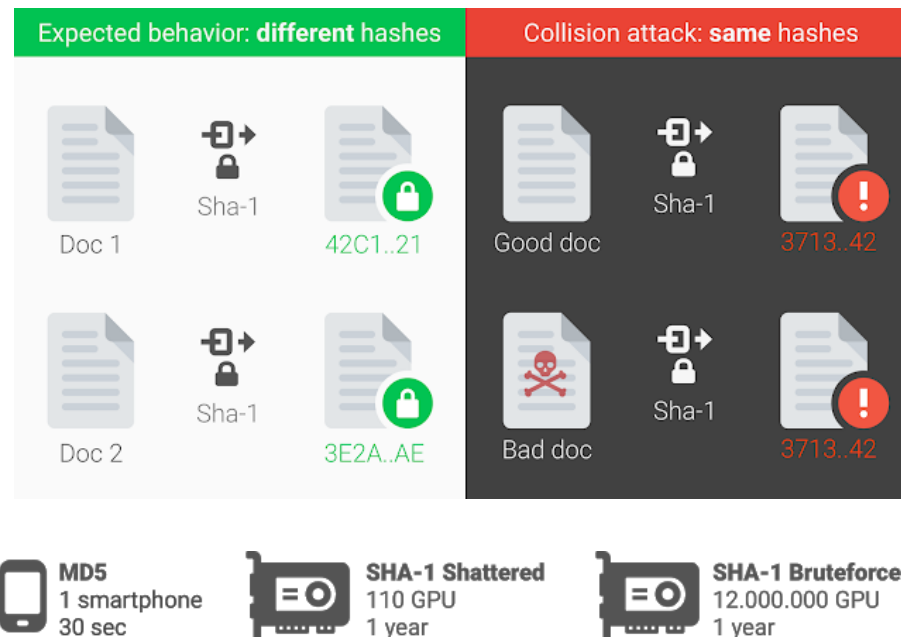 Expected behavior: different hashes
Collision attack: same hashes
Sha-1
Doc 1
42C1..21
Sha-1
Good doc
3713..42
Sha-1
Doc 2
3E2A..AE
Sha-1
Bad doc
3713..42
MD5
1 smartphone
30 sec
SHA-1 Shattered
110 GPU
1 year
SHA-1 Bruteforce
12.000.000 GPU
1 year